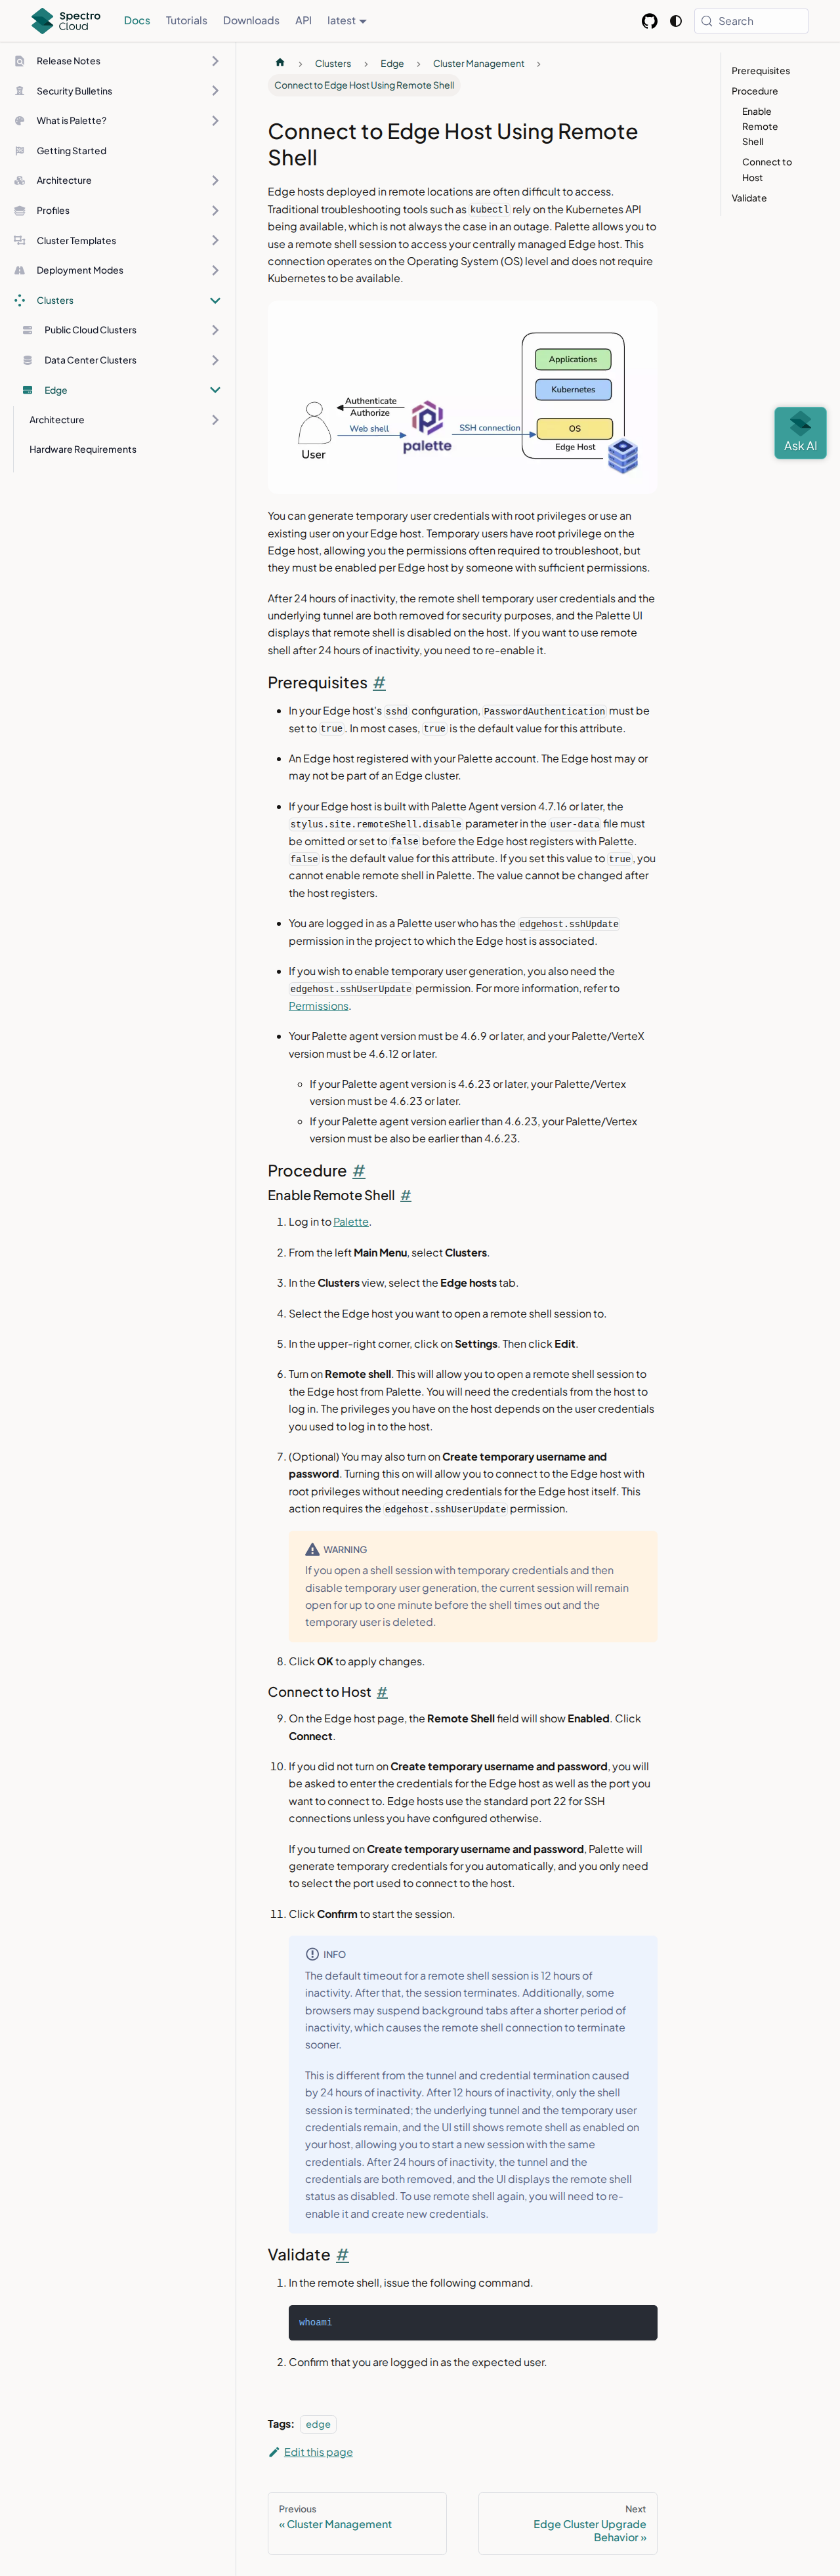 Spectro Cloud
Docs
Tutorials
Downloads
API
latest
Search
Release Notes
Security Bulletins
What is Palette?
Getting Started
Architecture
Profiles
Cluster Templates
Deployment Modes
Clusters
Public Cloud Clusters
Data Center Clusters
Edge
Architecture
Hardware Requirements
Clusters
Edge
Cluster Management
Connect to Edge Host Using Remote Shell
Connect to Edge Host Using Remote
Shell
Edge hosts deployed in remote locations are often difficult to access.
Traditional troubleshooting tools such as kubectl rely on the Kubernetes API
being available, which is not always the case in an outage. Palette allows you to
use a remote shell session to access your centrally managed Edge host. This
connection operates on the Operating System (OS) level and does not require
Kubernetes to be available.
Applications
Kubernetes
OS
Edge Host
Authenticate
Authorize
Web shell
palette
SSH connection
User
You can generate temporary user credentials with root privileges or use an
existing user on your Edge host. Temporary users have root privilege on the
Edge host, allowing you the permissions often required to troubleshoot, but
they must be enabled per Edge host by someone with sufficient permissions.
After 24 hours of inactivity, the remote shell temporary user credentials and the
underlying tunnel are both removed for security purposes, and the Palette UI
displays that remote shell is disabled on the host. If you want to use remote
shell after 24 hours of inactivity, you need to re-enable it.
Prerequisites #
In your Edge host's sshd configuration, PasswordAuthentication must be
set to true. In most cases, true is the default value for this attribute.
An Edge host registered with your Palette account. The Edge host may or
may not be part of an Edge cluster.
If your Edge host is built with Palette Agent version 4.7.16 or later, the
stylus.site.remoteShell.disable parameter in the user-data file must
be omitted or set to false before the Edge host registers with Palette.
false is the default value for this attribute. If you set this value to true, you
cannot enable remote shell in Palette. The value cannot be changed after
the host registers.
You are logged in as a Palette user who has the edgehost.sshUpdate
permission in the project to which the Edge host is associated.
If you wish to enable temporary user generation, you also need the
edgehost.sshUserUpdate permission. For more information, refer to
Permissions.
Your Palette agent version must be 4.6.9 or later, and your Palette/VerteX
version must be 4.6.12 or later.
If your Palette agent version is 4.6.23 or later, your Palette/Vertex
version must be 4.6.23 or later.
If your Palette agent version earlier than 4.6.23, your Palette/Vertex
version must be also be earlier than 4.6.23.
Procedure #
Enable Remote Shell #
1. Log in to Palette.
2. From the left Main Menu, select Clusters.
3. In the Clusters view, select the Edge hosts tab.
4. Select the Edge host you want to open a remote shell session to.
5. In the upper-right corner, click on Settings. Then click Edit.
6. Turn on Remote shell. This will allow you to open a remote shell session to
the Edge host from Palette. You will need the credentials from the host to
log in. The privileges you have on the host depends on the user credentials
you used to log in to the host.
7. (Optional) You may also turn on Create temporary username and
password. Turning this on will allow you to connect to the Edge host with
root privileges without needing credentials for the Edge host itself. This
action requires the edgehost.sshUserUpdate permission.
WARNING
If you open a shell session with temporary credentials and then
disable temporary user generation, the current session will remain
open for up to one minute before the shell times out and the
temporary user is deleted.
8. Click OK to apply changes.
Connect to Host #
9. On the Edge host page, the Remote Shell field will show Enabled. Click
Connect.
10. If you did not turn on Create temporary username and password, you will
be asked to enter the credentials for the Edge host as well as the port you
want to connect to. Edge hosts use the standard port 22 for SSH
connections unless you have configured otherwise.
If you turned on Create temporary username and password, Palette will
generate temporary credentials for you automatically, and you only need
to select the port used to connect to the host.
11. Click Confirm to start the session.
INFO
The default timeout for a remote shell session is 12 hours of
inactivity. After that, the session terminates. Additionally, some
browsers may suspend background tabs after a shorter period of
inactivity, which causes the remote shell connection to terminate
sooner.
This is different from the tunnel and credential termination caused
by 24 hours of inactivity. After 12 hours of inactivity, only the shell
session is terminated; the underlying tunnel and the temporary user
credentials remain, and the UI still shows remote shell as enabled on
your host, allowing you to start a new session with the same
credentials. After 24 hours of inactivity, the tunnel and the
credentials are both removed, and the UI displays the remote shell
status as disabled. To use remote shell again, you will need to re-
enable it and create new credentials.
Validate #
1. In the remote shell, issue the following command.
whoami
2. Confirm that you are logged in as the expected user.
Tags: edge
Edit this page
Previous
« Cluster Management
Next
Edge Cluster Upgrade
Behavior »
Prerequisites
Procedure
Enable
Remote
Shell
Connect to
Host
Validate
Ask AI